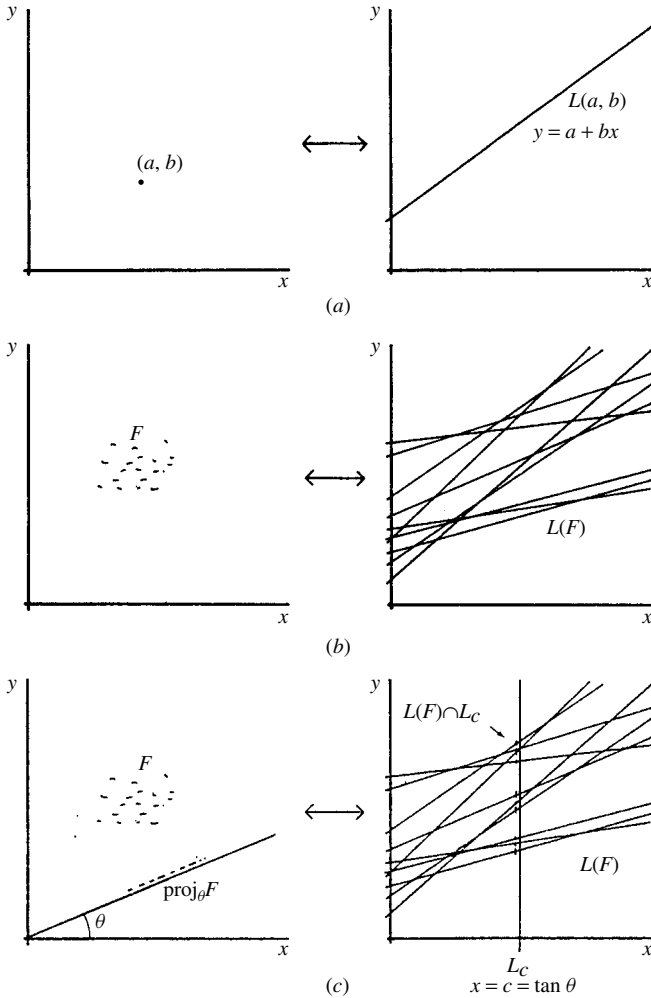 y
(a, b)
x
y
L(a, b)
y = a + bx
x
(a)
y
F
x
y
L(F)
x
(b)
y
F
proj_θF
θ
x
y
L(F)∩L_c
L(F)
x
L_c
x = c = tan θ
(c)